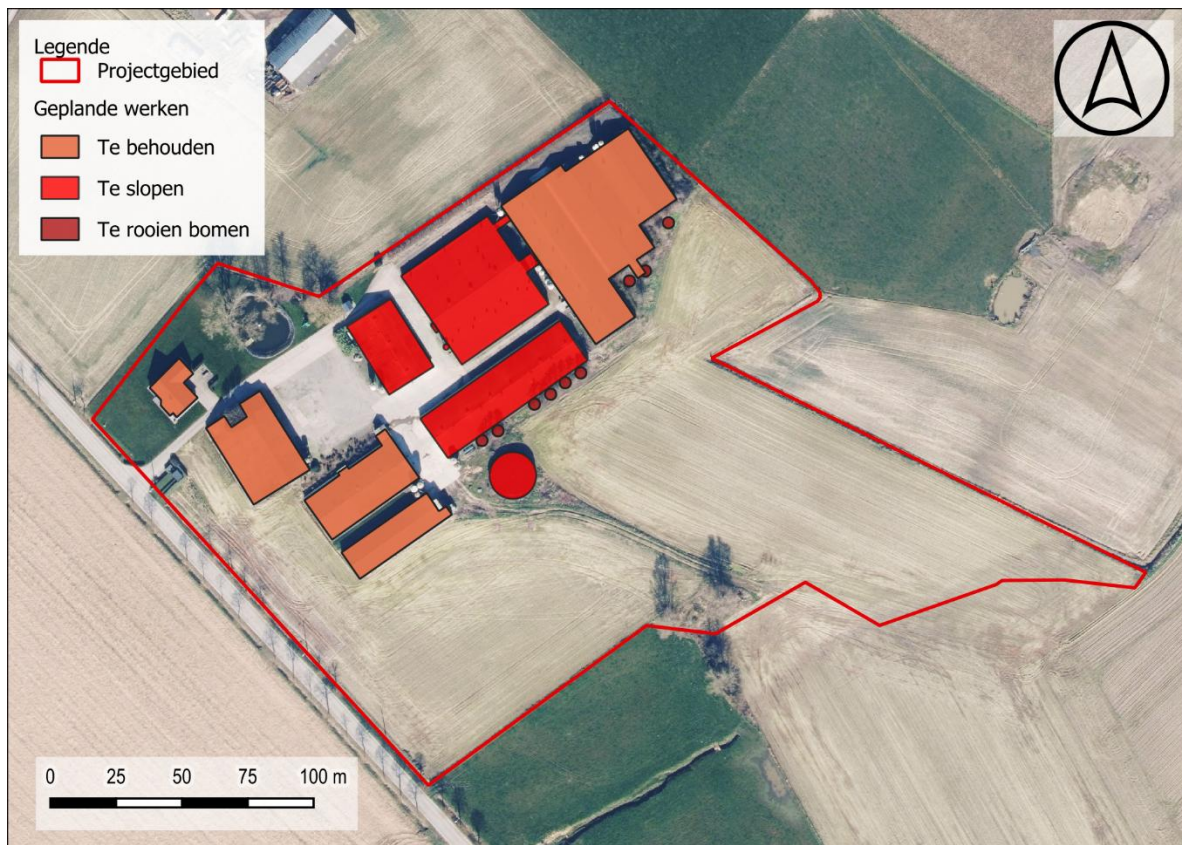 Legende
Projectgebied
Geplande werken
Te behouden
Te slopen
Te rooien bomen
0 25 50 75 100 m